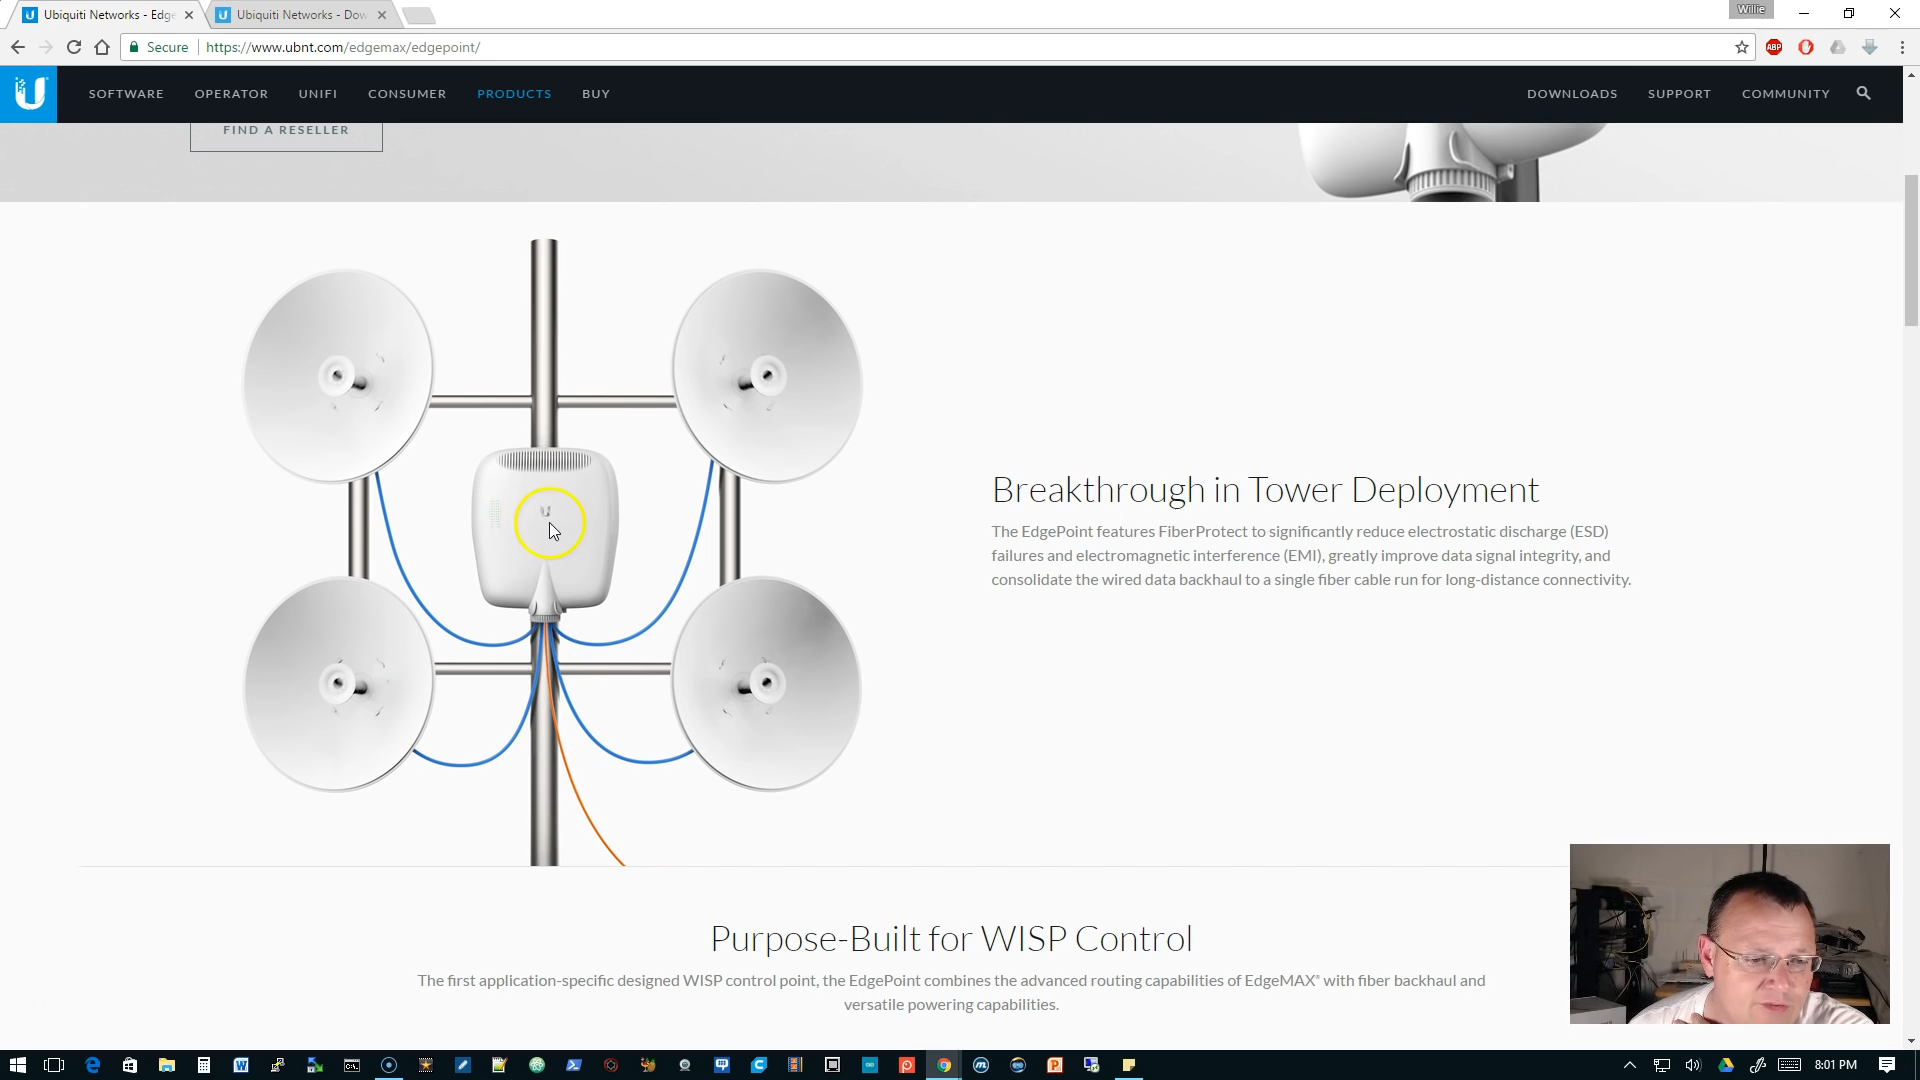 Ubiquiti Networks - Edge
Ubiquiti Networks - Dow
Willie
Secure
https://www.ubnt.com/edgemax/edgepoint/
ABP
SOFTWARE
OPERATOR
UNIFI
CONSUMER
PRODUCTS
BUY
DOWNLOADS
SUPPORT
COMMUNITY
FIND A RESELLER
Breakthrough in Tower Deployment
The EdgePoint features FiberProtect to significantly reduce electrostatic discharge (ESD)
failures and electromagnetic interference (EMI), greatly improve data signal integrity, and
consolidate the wired data backhaul to a single fiber cable run for long-distance connectivity.
Purpose-Built for WISP Control
The first application-specific designed WISP control point, the EdgePoint combines the advanced routing capabilities of EdgeMAX® with fiber backhaul and
versatile powering capabilities.
8:01 PM